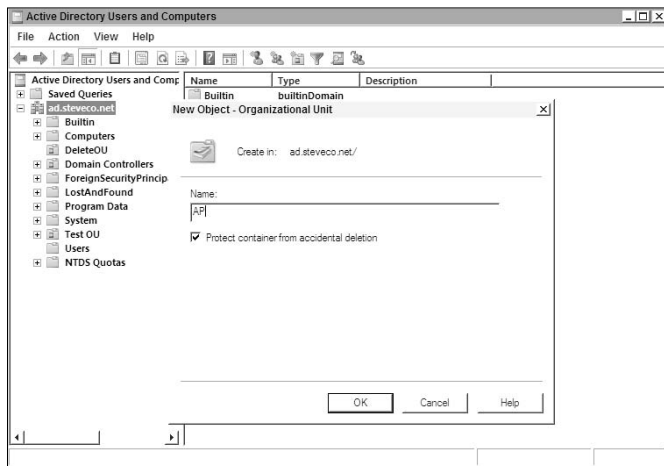 Active Directory Users and Computers
File Action View Help
Active Directory Users and Comp
Saved Queries
ad.steveco.net
Builtin
Computers
DeleteOU
Domain Controllers
ForeignSecurityPrincip
LostAndFound
Program Data
System
Test OU
Users
NTDS Quotas
Name Type Description
Builtin builtinDomain
New Object - Organizational Unit
Create in: ad.steveco.net/
Name:
AP
Protect container from accidental deletion
OK Cancel Help